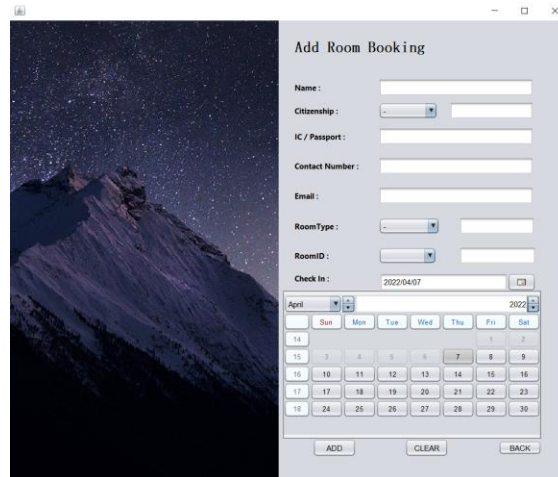 Add Room Booking
Name :
Citizenship :
-
IC / Passport :
Contact Number :
Email :
RoomType :
-
RoomID :
Check In :
2022/04/07
April
2022
Sun Mon Tue Wed Thu Fri Sat
14 1 2
15 3 4 5 6 7 8 9
16 10 11 12 13 14 15 16
17 17 18 19 20 21 22 23
18 24 25 26 27 28 29 30
ADD CLEAR BACK